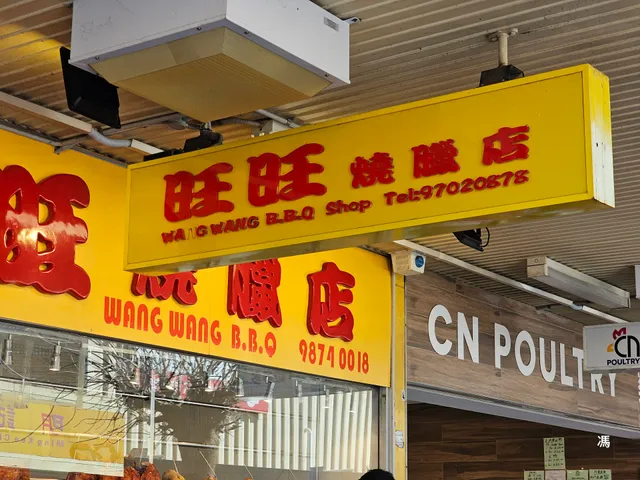 旺旺燒臘店
WANG WANG B.B.Q Shop Tel:97020878
旺
燒臘店
WANG WANG B.B.Q 9874 0018
CN POULTRY
CN
POULTRY
馮